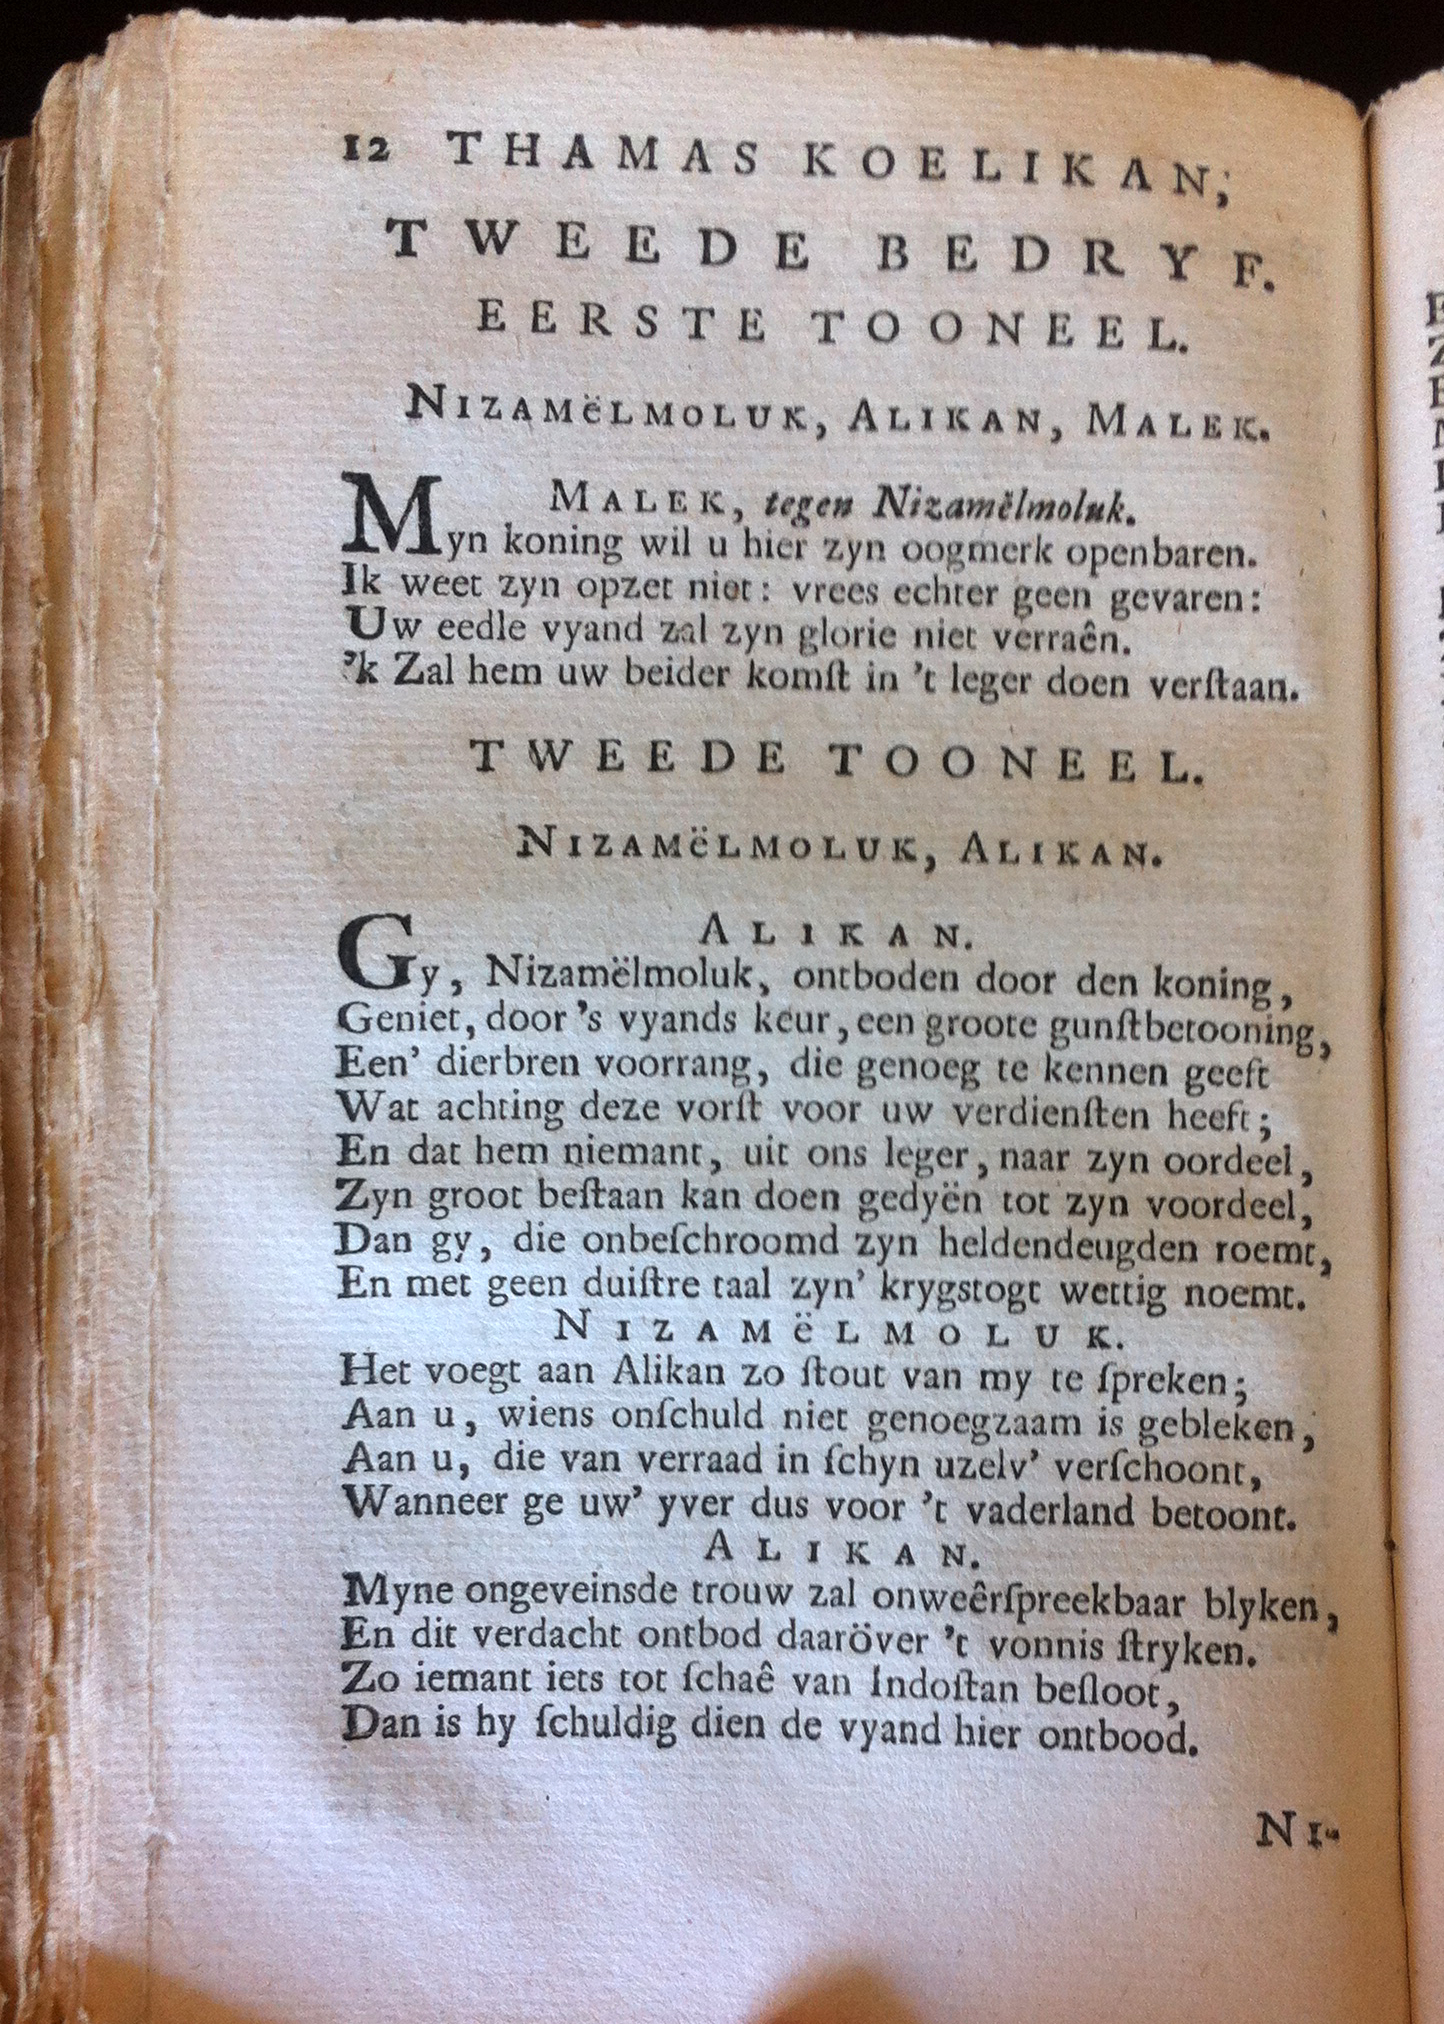 12 THAMAS KOELIKAN,
TWEEDE BEDRYF.
EERSTE TOONEEL.
NIZAMëLMOLUK, ALIKAN, MALEK.
MALEK, tegen Nizamëlmoluk.
Myn koning wil u hier zyn oogmerk openbaren.
Ik weet zyn opzet niet: vrees echter geen gevaren:
Uw eedle vyand zal zyn glorie niet verraên.
'k Zal hem uw beider komſt in 't leger doen verſtaan.
TWEEDE TOONEEL.
NIZAMëLMOLUK, ALIKAN.
ALIKAN.
Gy, Nizamëlmoluk, ontboden door den koning,
Geniet, door 's vyands keur, een groote gunſtbetooning,
Een' dierbren voorrang, die genoeg te kennen geeft
Wat achting deze vorſt voor uw verdienſten heeft;
En dat hem niemant, uit ons leger, naar zyn oordeel,
Zyn groot beſtaan kan doen gedyën tot zyn voordeel,
Dan gy, die onbeſchroomd zyn heldendeugden roemt,
En met geen duiſtre taal zyn' krygstogt wettig noemt.
NIZAMëLMOLUK.
Het voegt aan Alikan zo ſtout van my te ſpreken;
Aan u, wiens onſchuld niet genoegzaam is gebleken,
Aan u, die van verraad in ſchyn uzelv' verſchoont,
Wanneer ge uw' yver dus voor 't vaderland betoont.
ALIKAN.
Myne ongeveinsde trouw zal onweêrſpreekbaar blyken,
En dit verdacht ontbod daaröver 't vonnis ſtryken.
Zo iemant iets tot ſchaê van Indoſtan beſloot,
Dan is hy ſchuldig dien de vyand hier ontbood.
NI-